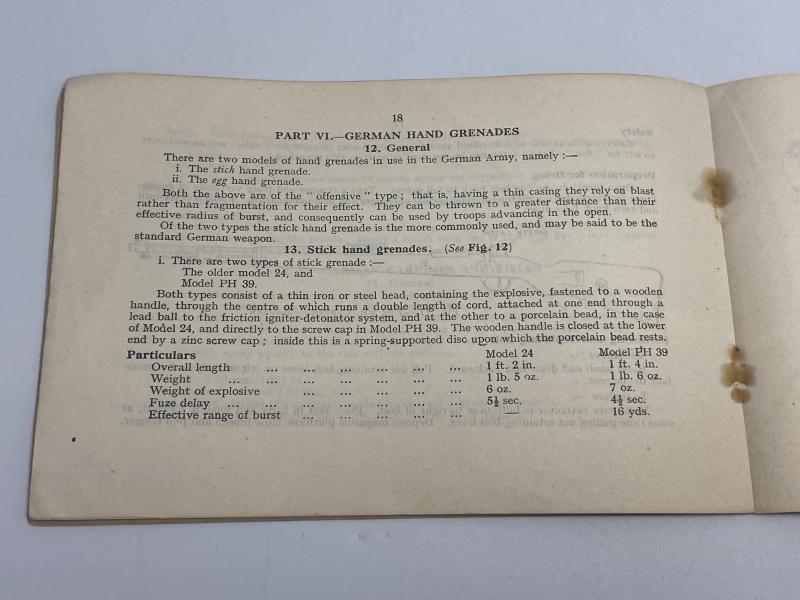 18
PART VI.—GERMAN HAND GRENADES
12. General
There are two models of hand grenades in use in the German Army, namely :—
i. The stick hand grenade.
ii. The egg hand grenade.
Both the above are of the " offensive " type ; that is, having a thin casing they rely on blast
rather than fragmentation for their effect. They can be thrown to a greater distance than their
effective radius of burst, and consequently can be used by troops advancing in the open.
Of the two types the stick hand grenade is the more commonly used, and may be said to be the
standard German weapon.
13. Stick hand grenades. (See Fig. 12)
i. There are two types of stick grenade :—
The older model 24, and
Model PH 39.
Both types consist of a thin iron or steel head, containing the explosive, fastened to a wooden
handle, through the centre of which runs a double length of cord, attached at one end through a
lead ball to the friction igniter-detonator system, and at the other to a porcelain bead, in the case
of Model 24, and directly to the screw cap in Model PH 39. The wooden handle is closed at the lower
end by a zinc screw cap ; inside this is a spring-supported disc upon which the porcelain bead rests.
Particulars Model 24 Model PH 39
Overall length ... ... ... ... ... 1 ft. 2 in. 1 ft. 4 in.
Weight ... ... ... ... ... ... 1 lb. 5 oz. 1 lb. 6 oz.
Weight of explosive ... ... ... ... 6 oz. 7 oz.
Fuze delay ... ... ... ... ... ... 5½ sec. 4½ sec.
Effective range of burst ... ... ... ... — 16 yds.